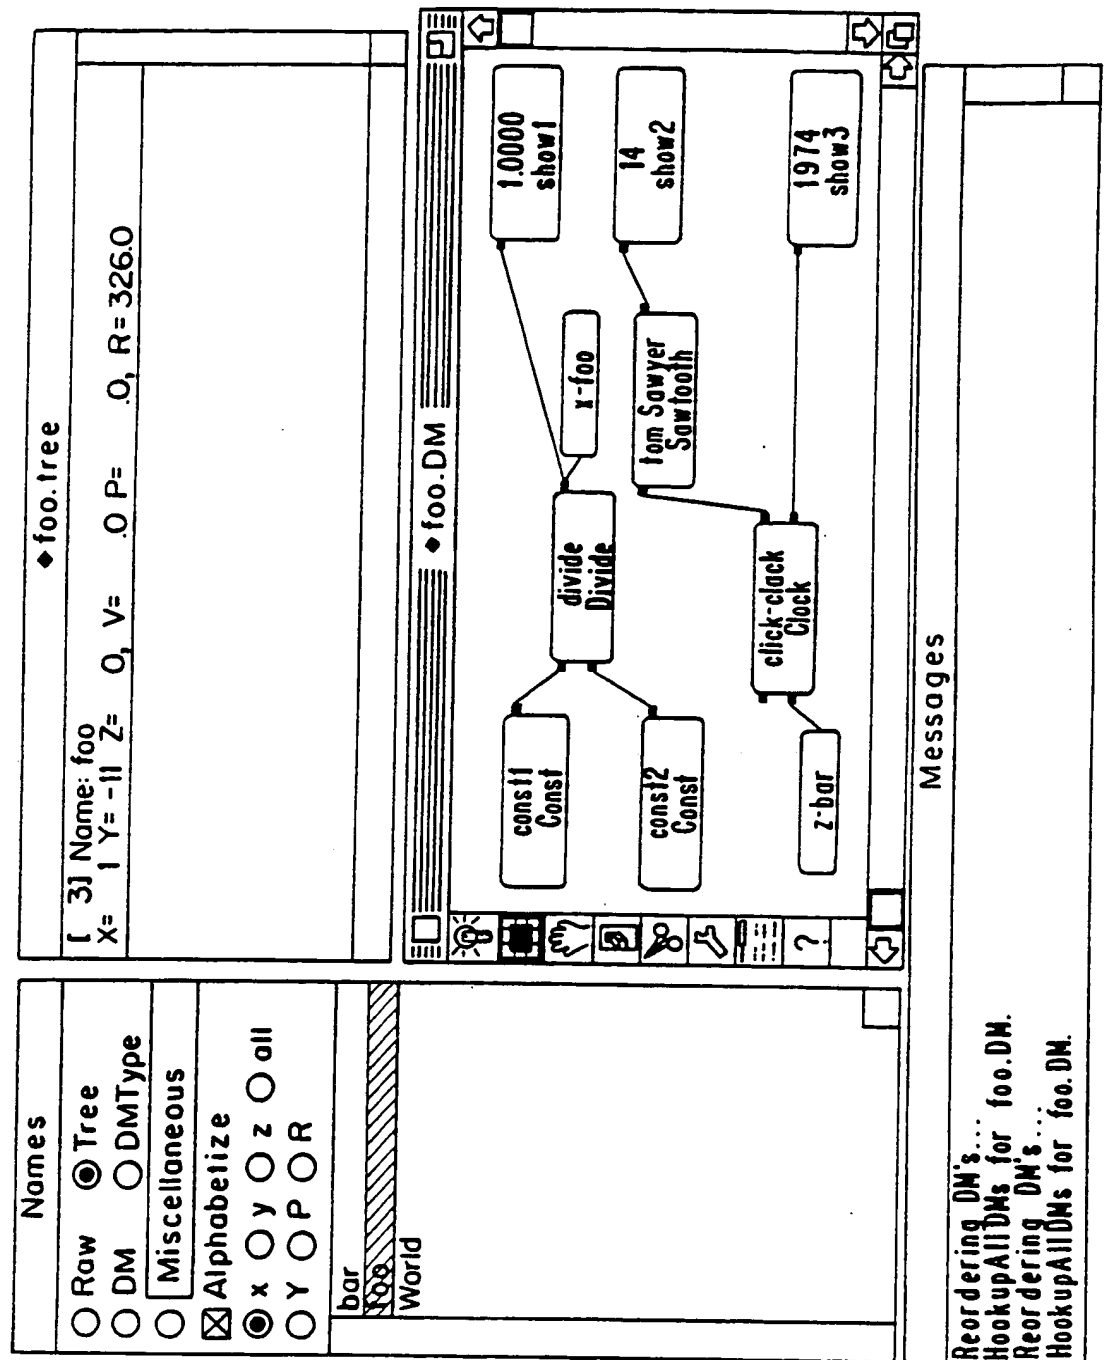 Names
Raw Tree
DM DMType
Miscellaneous
Alphabetize
x y z all
Y P R
bar
foo
World
foo.tree
[ 3] Name: foo
X= 1 Y= -11 Z= 0, V= .0 P= .0, R= 326.0
foo.DM
?
const1
Const
const2
Const
z-bar
divide
Divide
click-clack
Clock
x-foo
tom Sawyer
Sawtooth
1.0000
show1
14
show2
1974
show3
Messages
Reordering DM's...
HookupAllDMs for foo.DM.
Reordering DM's...
HookupAllDMs for foo.DM.